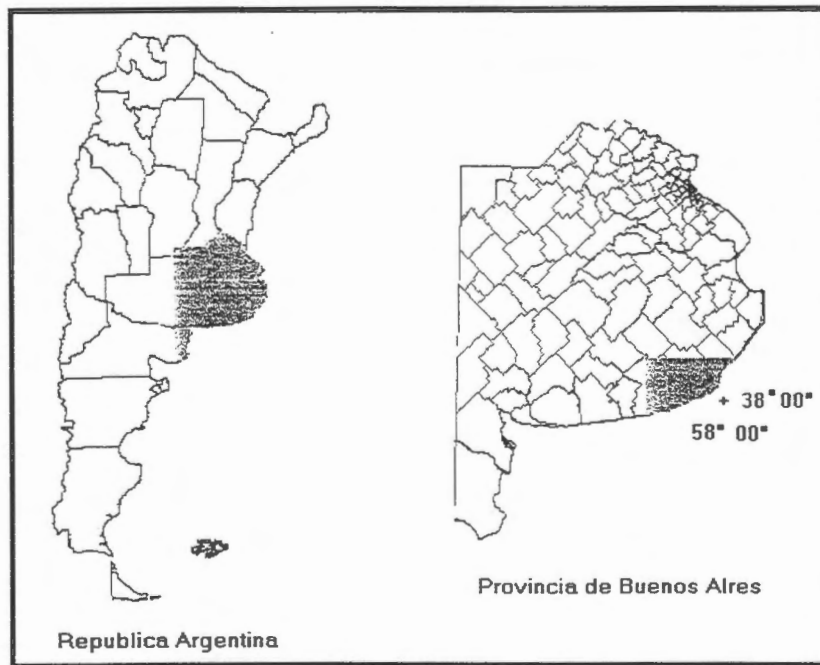 + 38° 00"
58° 00"
Provincia de Buenos Aires
Republica Argentina